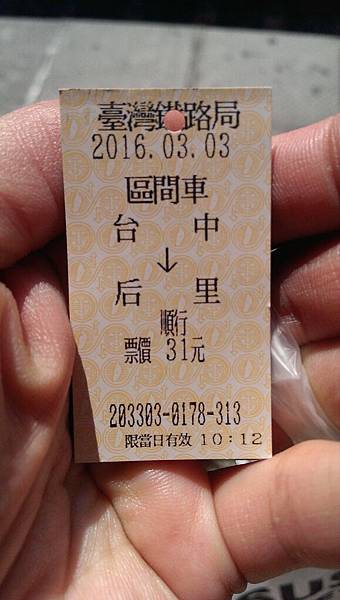 臺灣鐵路局
2016.03.03
區間車
台中
↓
后里
順行
票價 31元
203303-0178-313
限當日有效 10:12